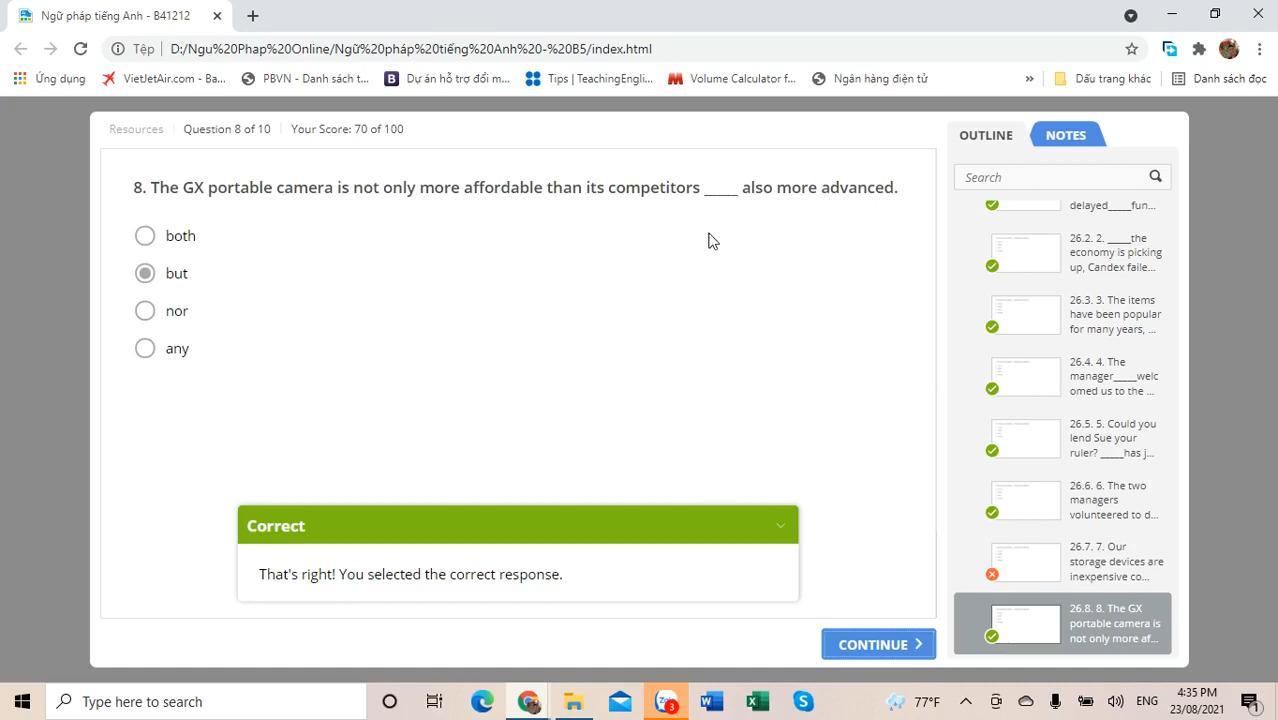 Ngữ pháp tiếng Anh - B41212
Tệp D:/Ngu%20Phap%20Online/Ngữ%20pháp%20tiếng%20Anh%20-%20B5/index.html
Ứng dụng VietJetAir.com - Ba... PBVN - Danh sách t... Dự án hỗ trợ đổi m... Tips | TeachingEngli... Volume Calculator f... Ngân hàng điện tử » Dấu trang khác Danh sách đọc
Resources Question 8 of 10 Your Score: 70 of 100
OUTLINE NOTES
8. The GX portable camera is not only more affordable than its competitors _____ also more advanced.
both
but
nor
any
Correct
That's right! You selected the correct response.
CONTINUE
Search
delayed_____fun...
26.2. 2. _____the
economy is picking
up, Candex faile...
26.3. 3. The items
have been popular
for many years, ...
26.4. 4. The
manager_____welc
omed us to the ...
26.5. 5. Could you
lend Sue your
ruler? _____has j...
26.6. 6. The two
managers
volunteered to d...
26.7. 7. Our
storage devices are
inexpensive co...
26.8. 8. The GX
portable camera is
not only more af...
Type here to search
3
77°F
ENG
4:35 PM
23/08/2021
1